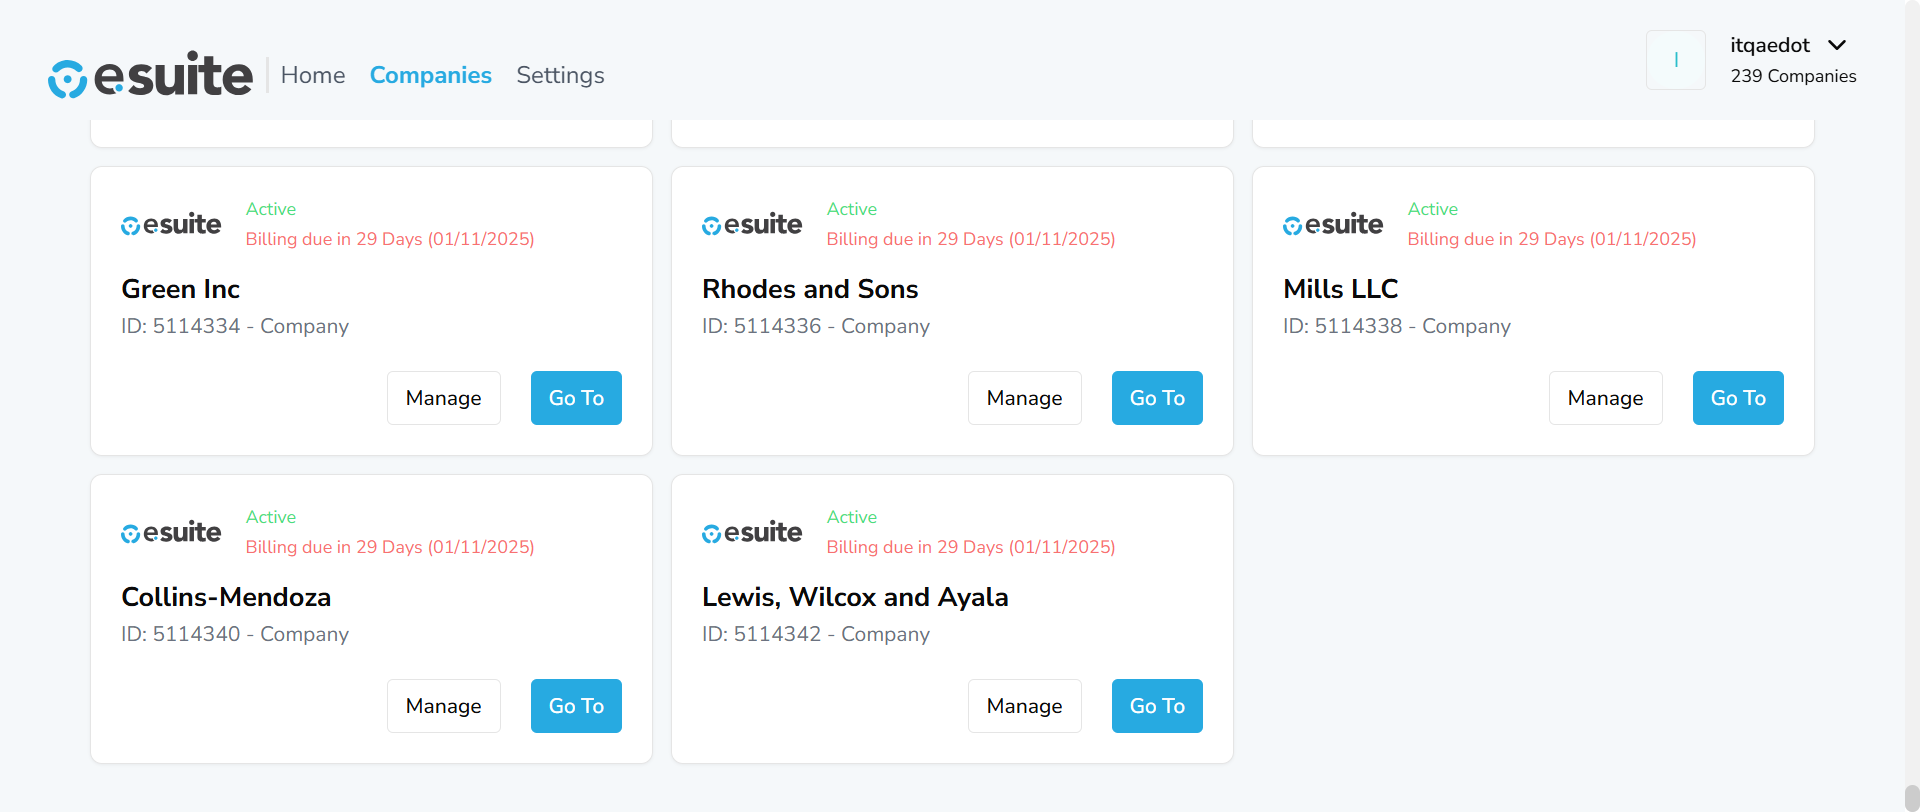 esuite
Home
Companies
Settings
I
itqaedot
239 Companies
esuite
Active
Billing due in 29 Days (01/11/2025)
Green Inc
ID: 5114334 - Company
Manage
Go To
esuite
Active
Billing due in 29 Days (01/11/2025)
Rhodes and Sons
ID: 5114336 - Company
Manage
Go To
esuite
Active
Billing due in 29 Days (01/11/2025)
Mills LLC
ID: 5114338 - Company
Manage
Go To
esuite
Active
Billing due in 29 Days (01/11/2025)
Collins-Mendoza
ID: 5114340 - Company
Manage
Go To
esuite
Active
Billing due in 29 Days (01/11/2025)
Lewis, Wilcox and Ayala
ID: 5114342 - Company
Manage
Go To